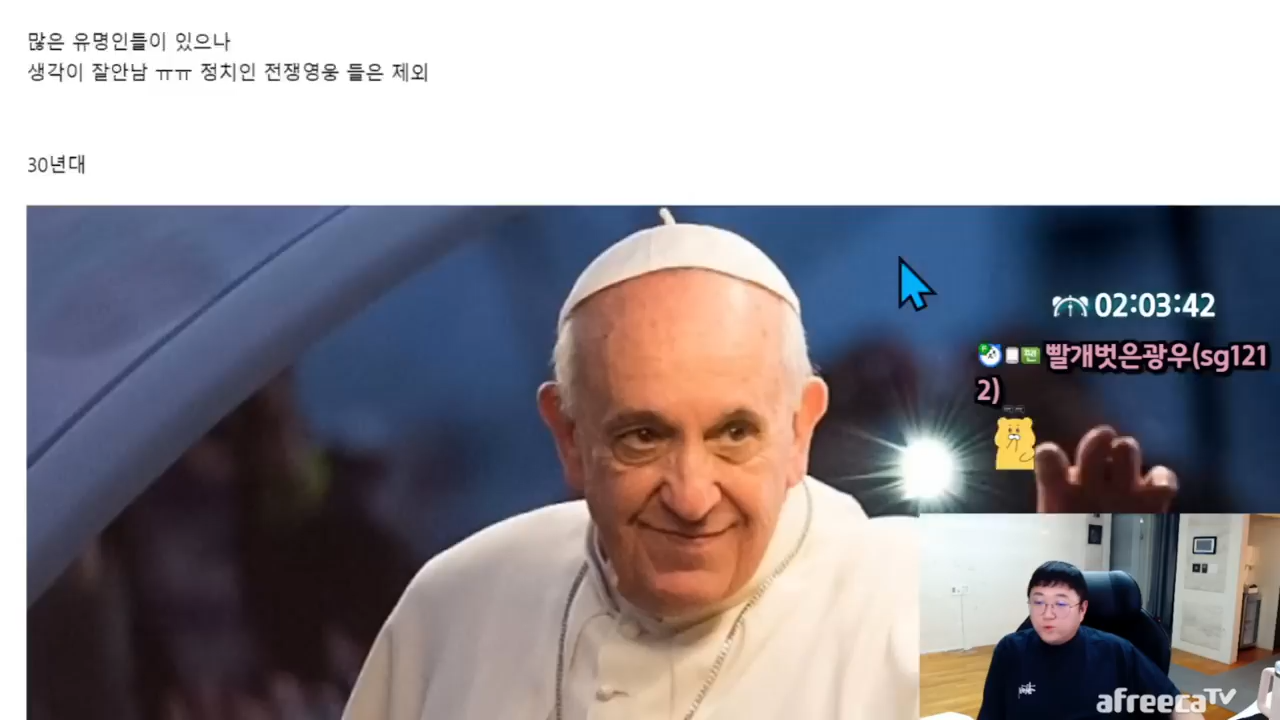 많은 유명인들이 있으나
생각이 잘안남 ㅠㅠ 정치인 전쟁영웅 들은 제외
30년대
02:03:42
팬 빨개벗은광우(sg121
2)
afreecaTV